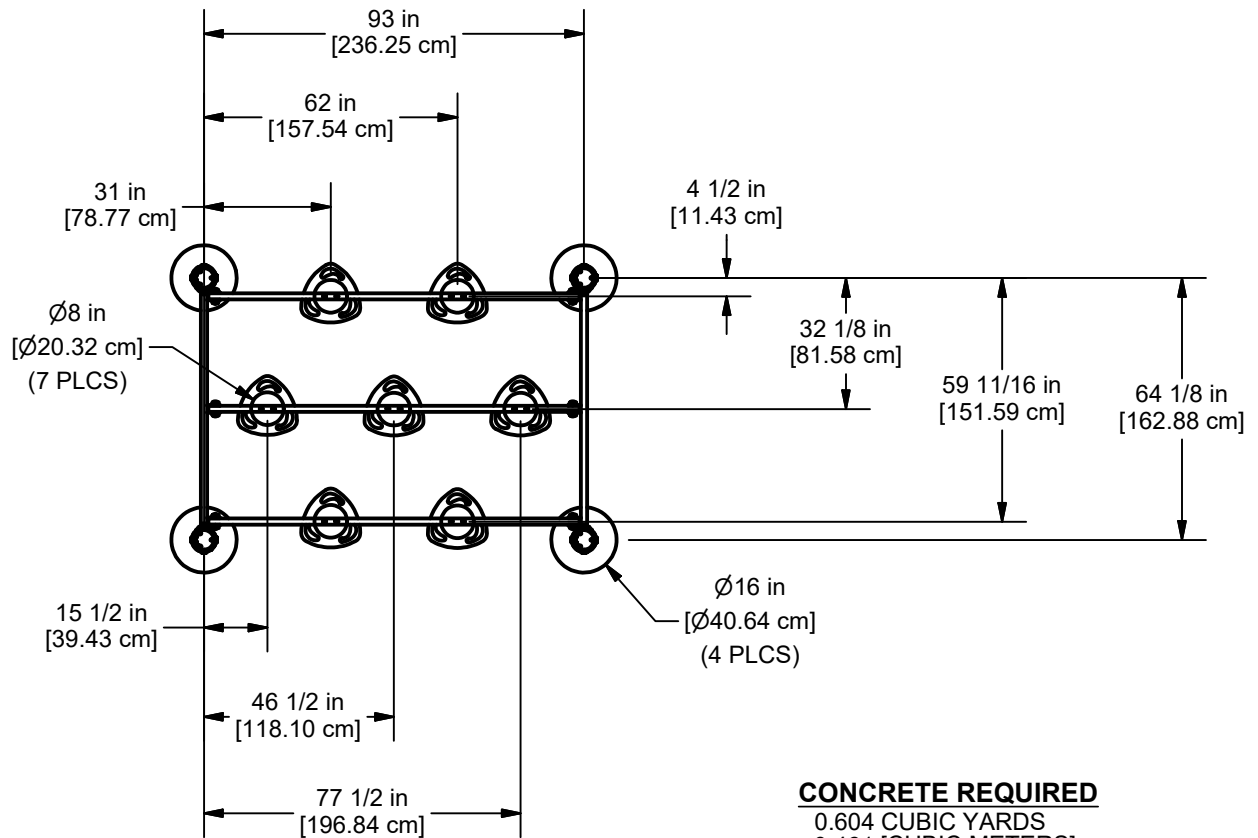 93 in
[236.25 cm]
62 in
[157.54 cm]
31 in
[78.77 cm]
4 1/2 in
[11.43 cm]
Ø8 in
[Ø20.32 cm]
(7 PLCS)
32 1/8 in
[81.58 cm]
59 11/16 in
[151.59 cm]
64 1/8 in
[162.88 cm]
15 1/2 in
[39.43 cm]
Ø16 in
[Ø40.64 cm]
(4 PLCS)
46 1/2 in
[118.10 cm]
77 1/2 in
[196.84 cm]
CONCRETE REQUIRED
0.604 CUBIC YARDS
[CUBIC METERS]